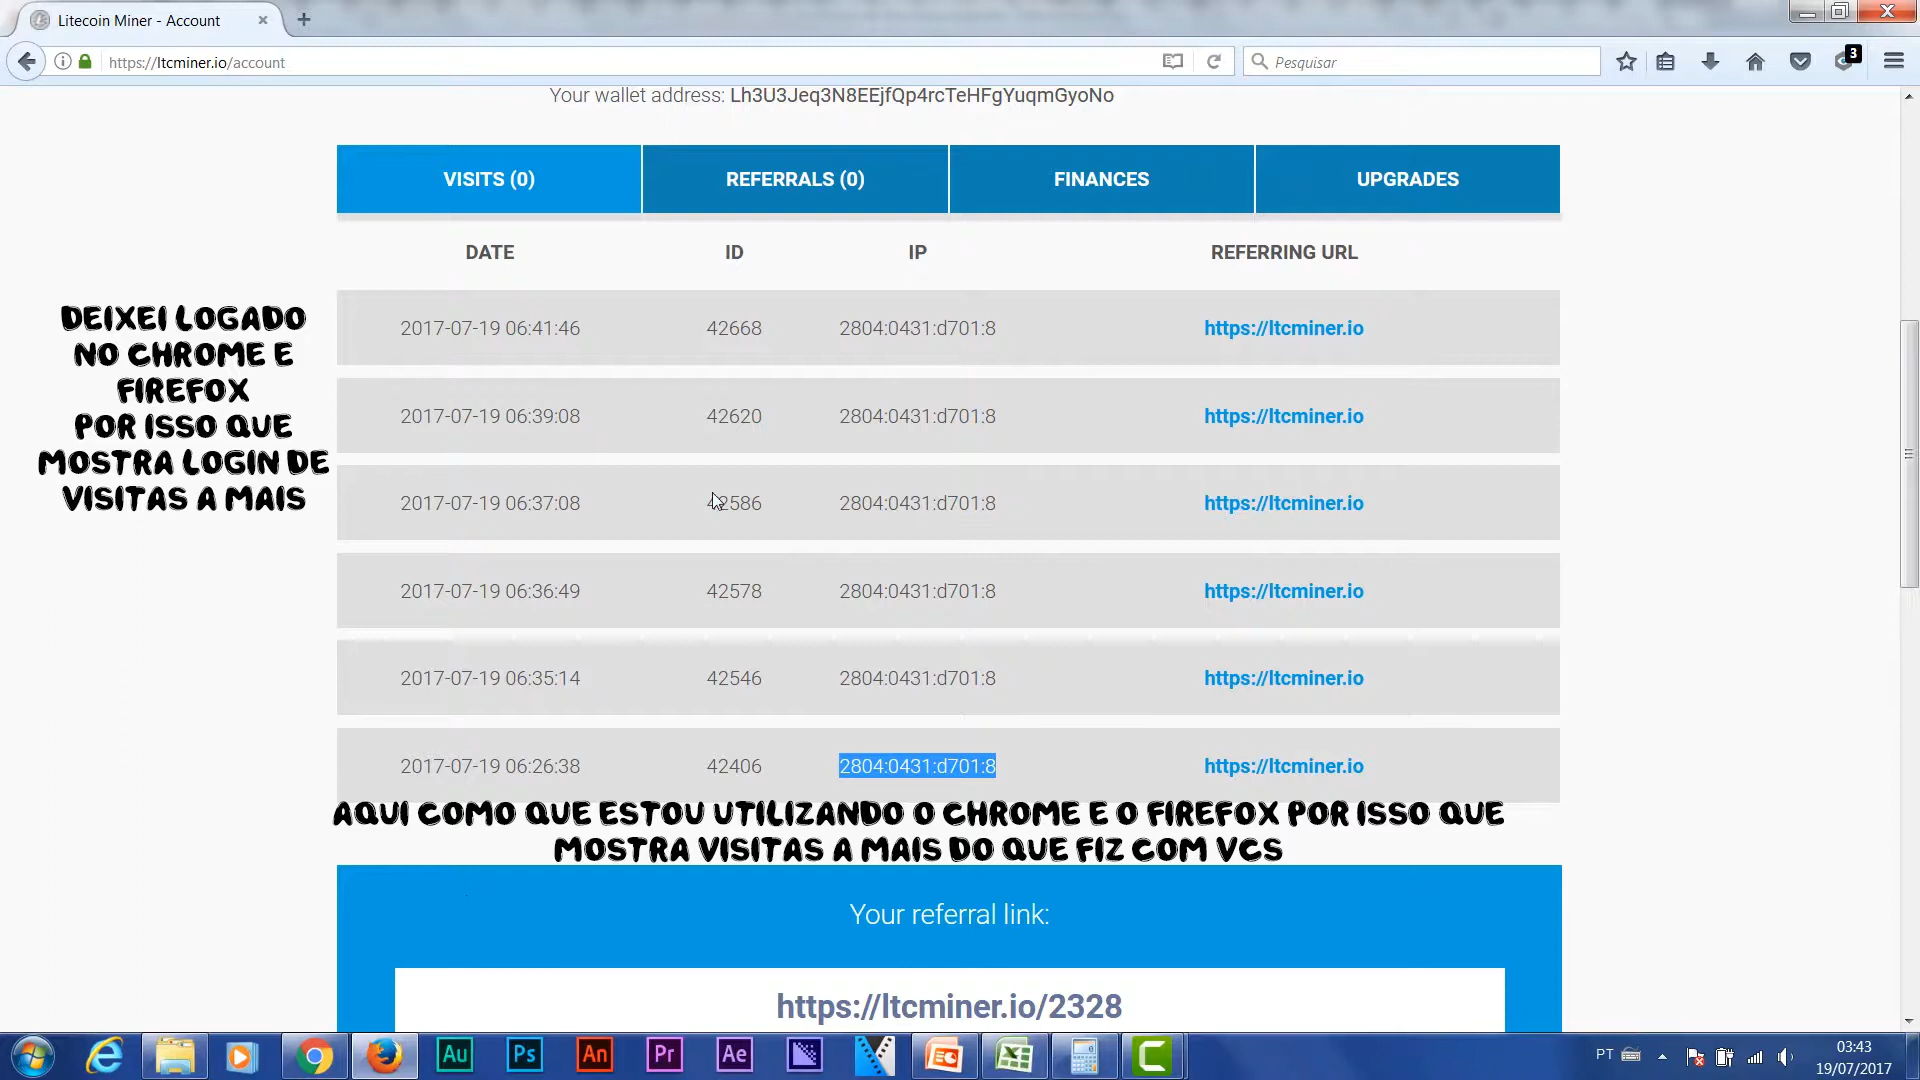 Litecoin Miner - Account
https://ltcminer.io/account
Pesquisar
3
Your wallet address: Lh3U3Jeq3N8EEjfQp4rcTeHFgYuqmGyoNo
VISITS (0) REFERRALS (0) FINANCES UPGRADES
DATE ID IP REFERRING URL
2017-07-19 06:41:46 42668 2804:0431:d701:8 https://ltcminer.io
2017-07-19 06:39:08 42620 2804:0431:d701:8 https://ltcminer.io
2017-07-19 06:37:08 42586 2804:0431:d701:8 https://ltcminer.io
2017-07-19 06:36:49 42578 2804:0431:d701:8 https://ltcminer.io
2017-07-19 06:35:14 42546 2804:0431:d701:8 https://ltcminer.io
2017-07-19 06:26:38 42406 2804:0431:d701:8 https://ltcminer.io
DEIXEI LOGADO
NO CHROME E
FIREFOX
POR ISSO QUE
MOSTRA LOGIN DE
VISITAS A MAIS
AQUI COMO QUE ESTOU UTILIZANDO O CHROME E O FIREFOX POR ISSO QUE
MOSTRA VISITAS A MAIS DO QUE FIZ COM VCS
Your referral link:
https://ltcminer.io/2328
Au Ps An Pr Ae
PT
03:43
19/07/2017